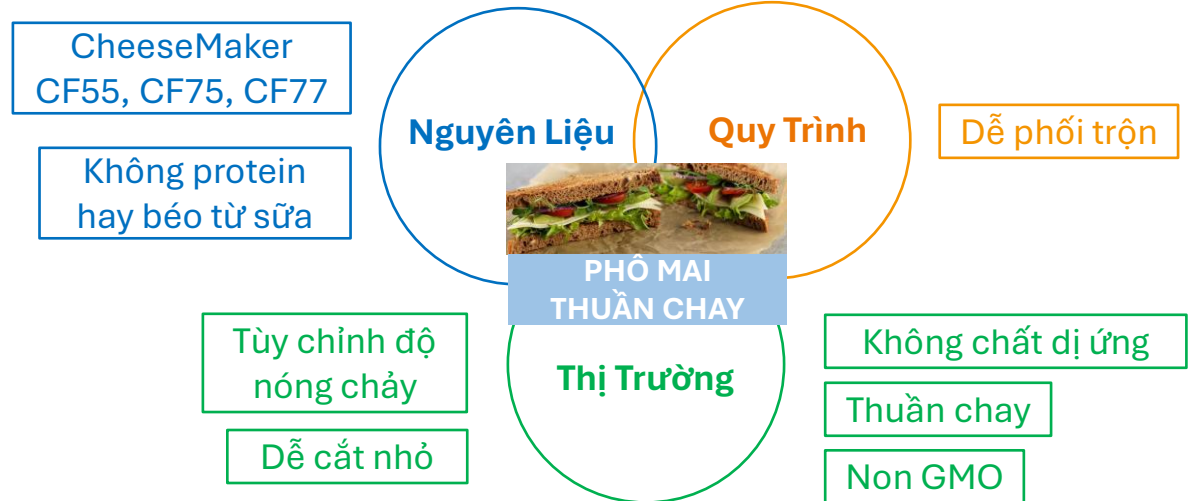 CheeseMaker
CF55, CF75, CF77
Không protein
hay béo từ sữa
Nguyên Liệu
Quy Trình
Dễ phối trộn
PHÔ MAI
THUẦN CHAY
Tùy chỉnh độ
nóng chảy
Dễ cắt nhỏ
Thị Trường
Không chất dị ứng
Thuần chay
Non GMO